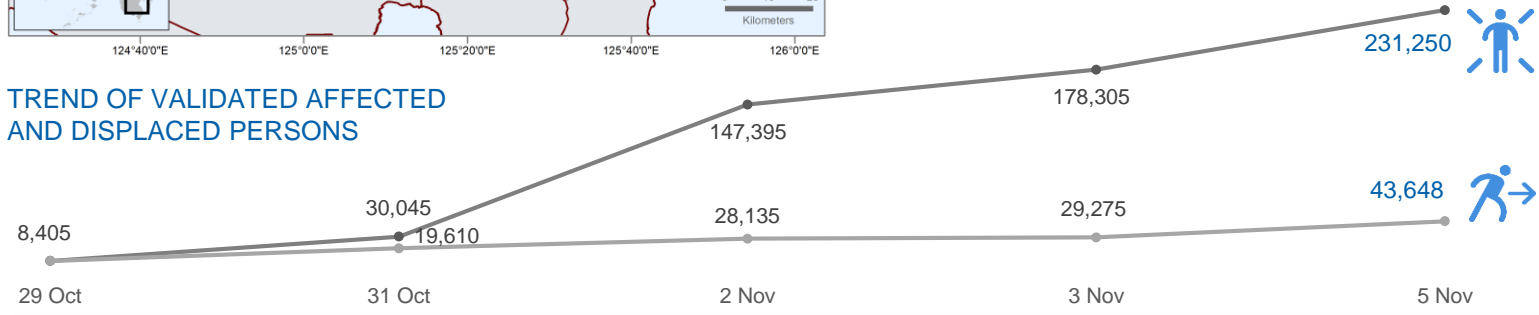 Kilometers
124°40'0"E 125°0'0"E 125°20'0"E 125°40'0"E 126°0'0"E
TREND OF VALIDATED AFFECTED
AND DISPLACED PERSONS
231,250
178,305
147,395
43,648
30,045
28,135
29,275
8,405
19,610
29 Oct 31 Oct 2 Nov 3 Nov 5 Nov